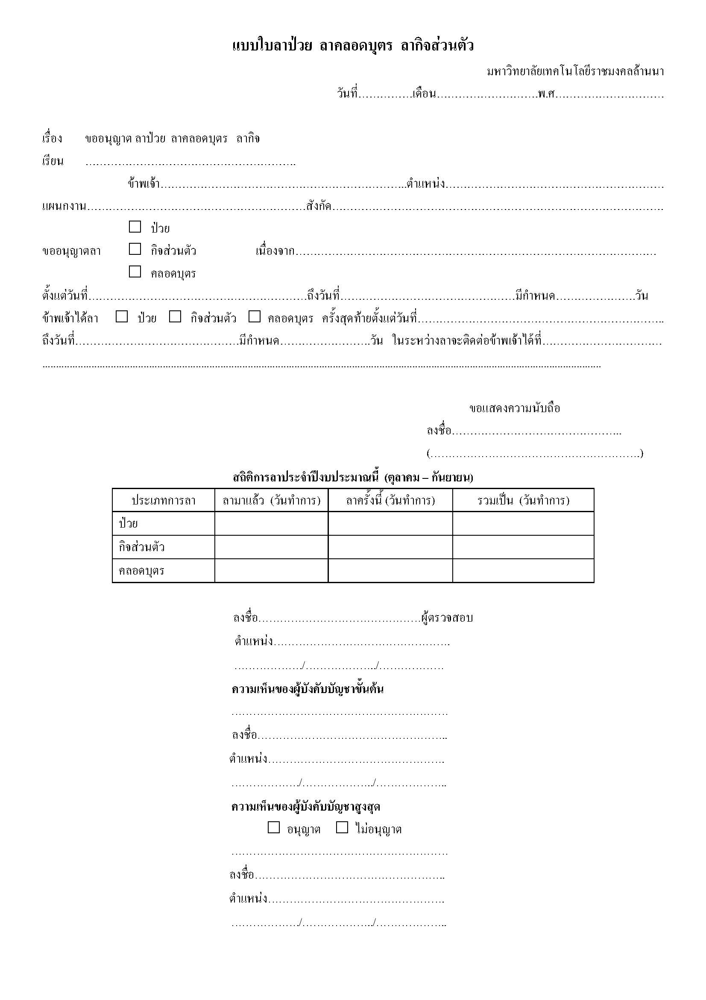 แบบใบลาป่วย ลาคลอดบุตร ลากิจส่วนตัว
มหาวิทยาลัยเทคโนโลยีราชมงคลล้านนา
วันที่……………เดือน………………………..พ.ศ…………………………
เรื่อง ขออนุญาต ลาป่วย ลาคลอดบุตร ลากิจ
เรียน ………………………………………………….
ข้าพเจ้า…………………………………………………………..ตำแหน่ง……………………………………………………
แผนกงาน……………………………………………………สังกัด……………………………………………………………………………….
☐ ป่วย
ขออนุญาตลา ☐ กิจส่วนตัว เนื่องจาก………………………………………………………………………………………
☐ คลอดบุตร
ตั้งแต่วันที่……………………………………………………ถึงวันที่…………………………………………มีกำหนด………………….วัน
ข้าพเจ้าได้ลา ☐ ป่วย ☐ กิจส่วนตัว ☐ คลอดบุตร ครั้งสุดท้ายตั้งแต่วันที่…………………………………………………………..
ถึงวันที่………………………………………มีกำหนด…………………….วัน ในระหว่างลาจะติดต่อข้าพเจ้าได้ที่……………………………
................................................................................................................................................................
ขอแสดงความนับถือ
ลงชื่อ………………………………………..
(………………………………………………….)
สถิติการลาประจำปีงบประมาณนี้ (ตุลาคม – กันยายน)
ประเภทการลา ลามาแล้ว (วันทำการ) ลาครั้งนี้ (วันทำการ) รวมเป็น (วันทำการ)
ป่วย
กิจส่วนตัว
คลอดบุตร
ลงชื่อ………………………………………ผู้ตรวจสอบ
ตำแหน่ง………………………………………….
………………./………………../………………
ความเห็นของผู้บังคับบัญชาขั้นต้น
……………………………………………………
ลงชื่อ……………………………………………..
ตำแหน่ง………………………………………….
………………./………………../………………..
ความเห็นของผู้บังคับบัญชาสูงสุด
☐ อนุญาต ☐ ไม่อนุญาต
……………………………………………………
ลงชื่อ……………………………………………..
ตำแหน่ง………………………………………….
………………./………………../………………..